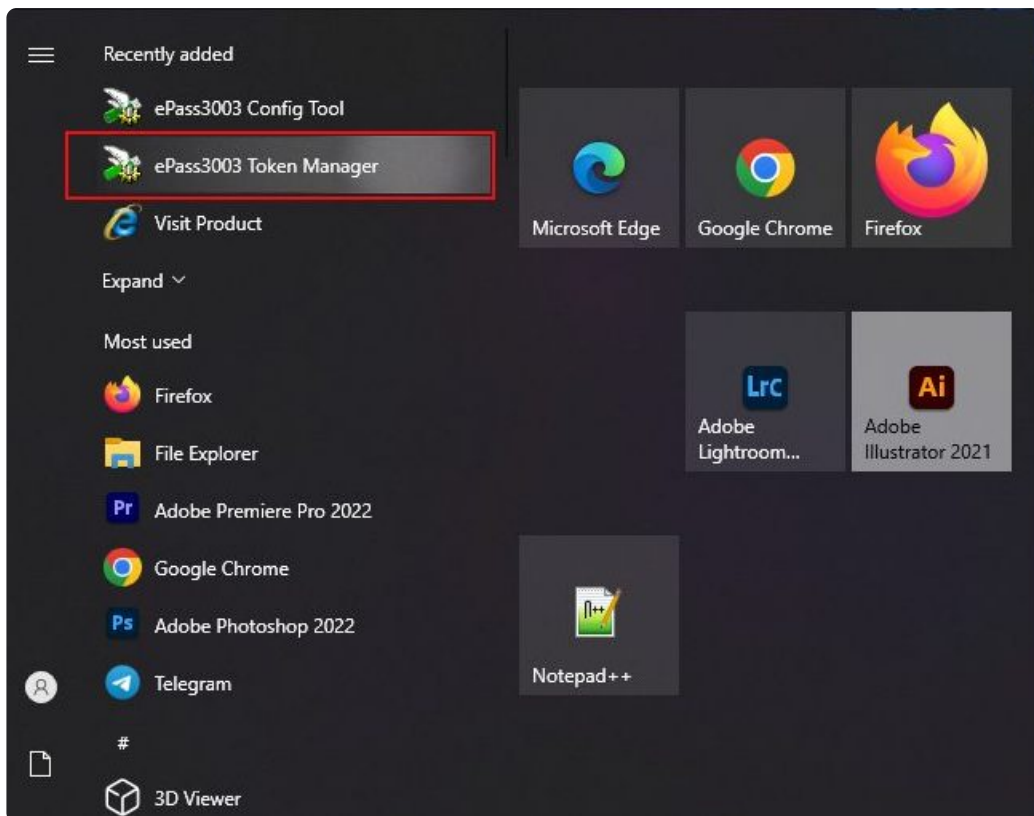 Recently added
ePass3003 Config Tool
ePass3003 Token Manager
Visit Product
Expand
Most used
Firefox
File Explorer
Pr
Adobe Premiere Pro 2022
Google Chrome
Ps
Adobe Photoshop 2022
Telegram
#
3D Viewer
Microsoft Edge
Google Chrome
Firefox
LrC
Adobe
Lightroom...
Ai
Adobe
Illustrator 2021
n++
Notepad++